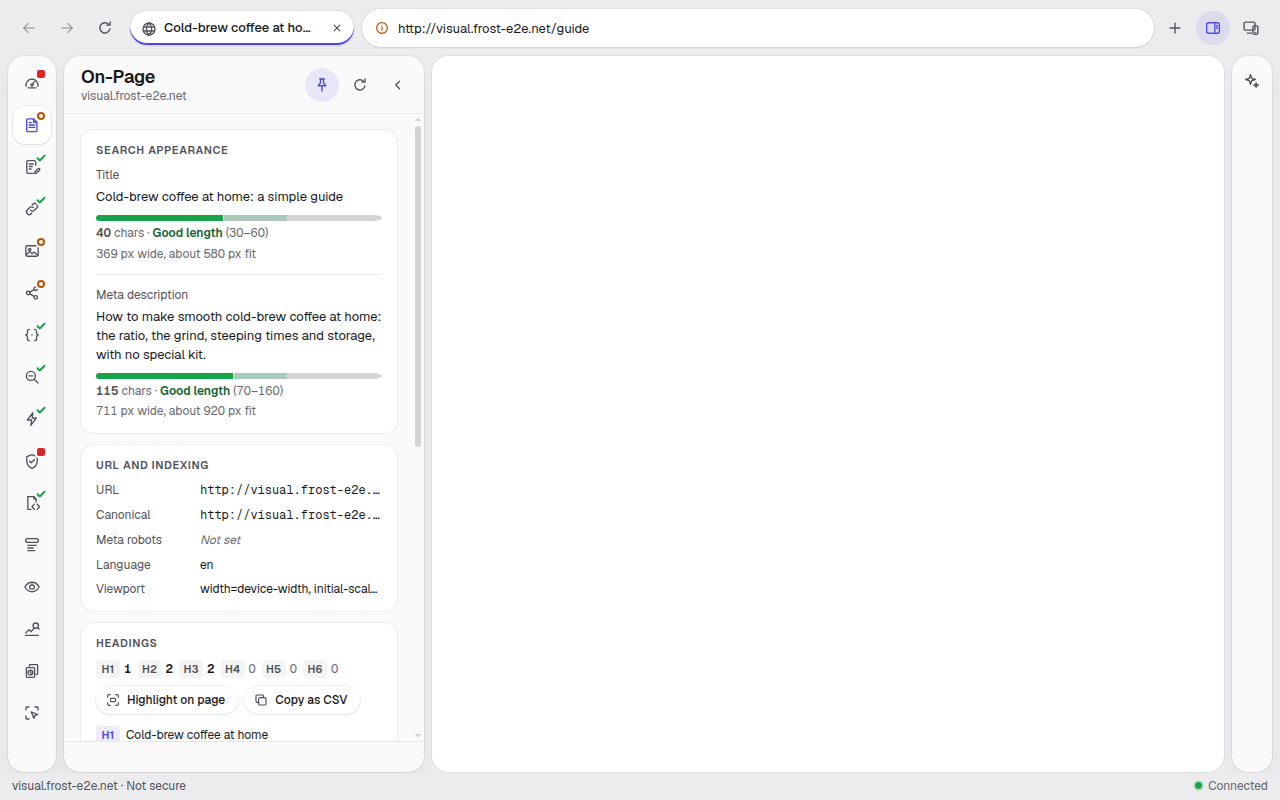 Cold-brew coffee at ho...
http://visual.frost-e2e.net/guide
On-Page
visual.frost-e2e.net
SEARCH APPEARANCE
Title
Cold-brew coffee at home: a simple guide
40 chars · Good length (30–60)
369 px wide, about 580 px fit
Meta description
How to make smooth cold-brew coffee at home:
the ratio, the grind, steeping times and storage,
with no special kit.
115 chars · Good length (70–160)
711 px wide, about 920 px fit
URL AND INDEXING
URL http://visual.frost-e2e.…
Canonical http://visual.frost-e2e.…
Meta robots Not set
Language en
Viewport width=device-width, initial-scal…
HEADINGS
H1 1 H2 2 H3 2 H4 0 H5 0 H6 0
Highlight on page Copy as CSV
H1 Cold-brew coffee at home
visual.frost-e2e.net · Not secure Connected